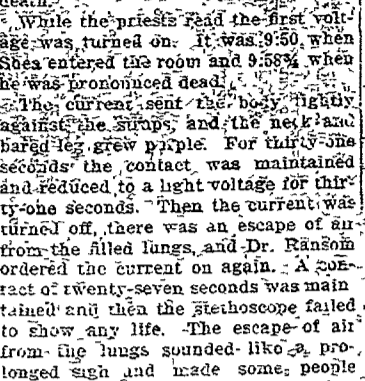 death.
While the priests read the first volt-
age was turned on. It was 9:50 when
Shea entered the room and 9:58¾ when
he was pronounced dead.
The current sent the body tightly
against the straps, and the neck and
bared leg grew purple. For thirty-one
seconds the contact was maintained
and reduced to a light voltage for thir-
ty-one seconds. Then the current was
turned off, there was an escape of air
from the filled lungs, and Dr. Ransom
ordered the current on again. A con-
tact of twenty-seven seconds was main
tained and then the stethoscope failed
to show any life. The escape of air
from the lungs sounded like a pro-
longed sigh and made some people